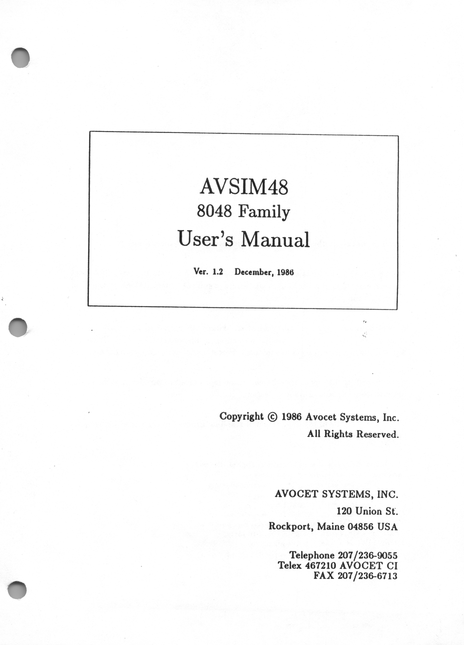 AVSIM48
8048 Family
User's Manual
Ver. 1.2 December, 1986
Copyright © 1986 Avocet Systems, Inc.
All Rights Reserved.
AVOCET SYSTEMS, INC.
120 Union St.
Rockport, Maine 04856 USA
Telephone 207/236-9055
Telex 467210 AVOCET CI
FAX 207/236-6713